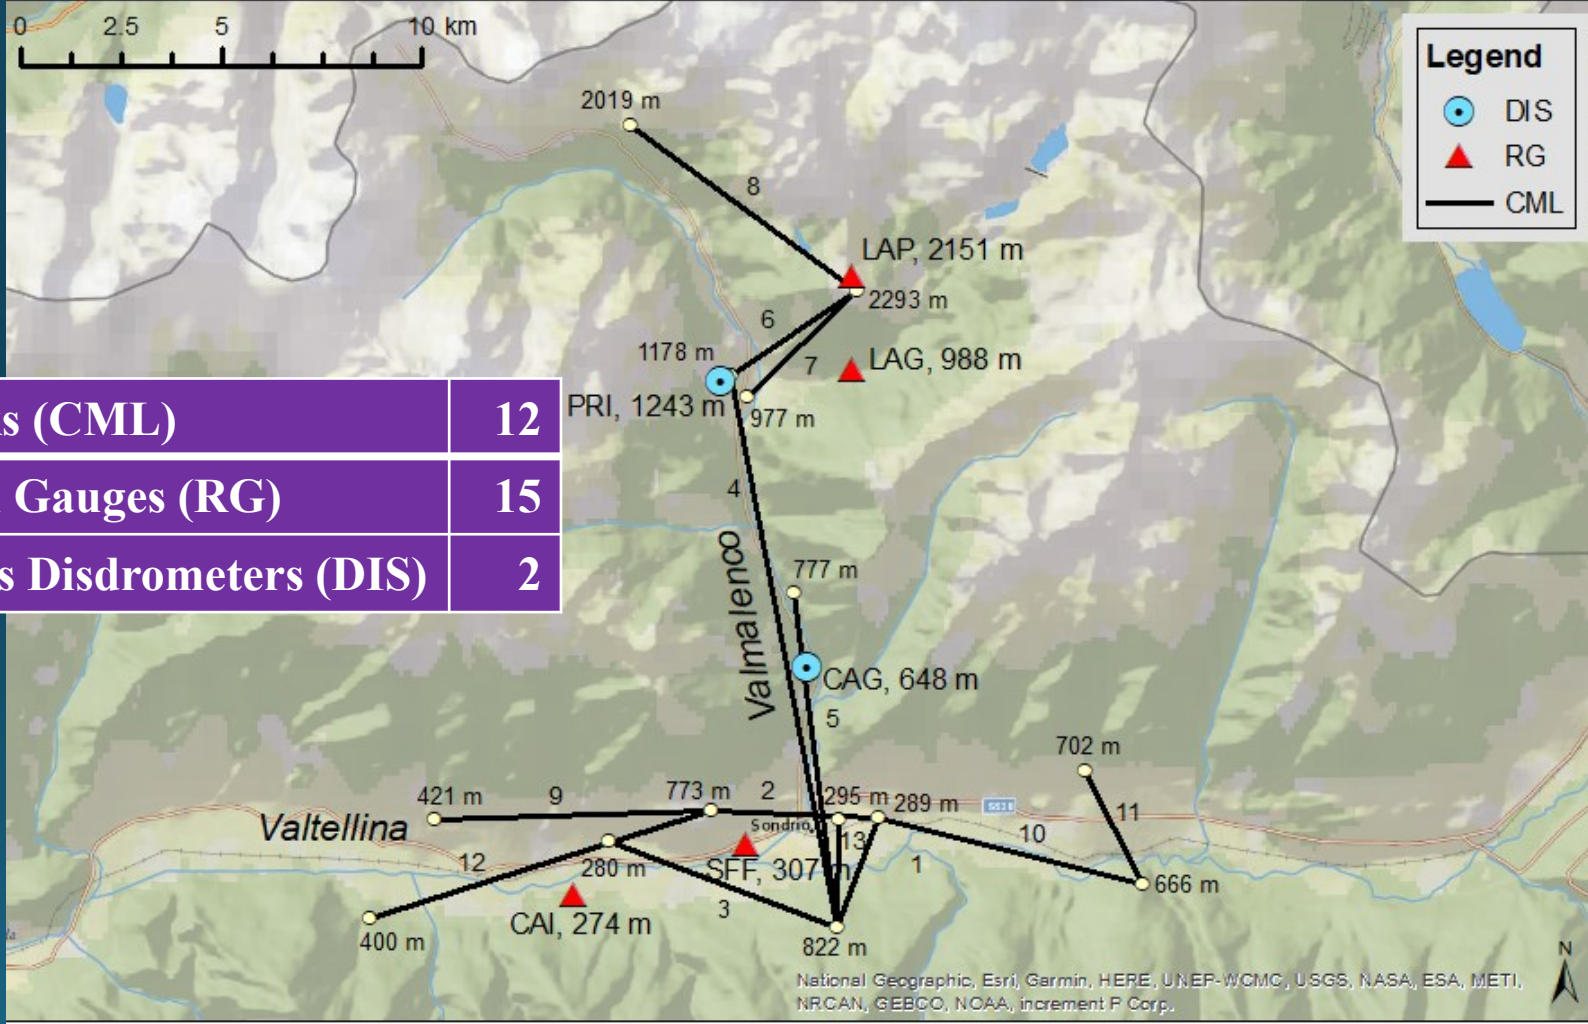 0 2.5 5 10 km
Legend
DIS
RG
CML
2019 m
8
LAP, 2151 m
2293 m
6
1178 m
7
LAG, 988 m
PRI, 1243 m
977 m
s (CML) 12
Gauges (RG) 15
s Disdrometers (DIS) 2
4
Valmalenco
777 m
CAG, 648 m
5
702 m
421 m
9
773 m
2
295 m
289 m
SS38
11
Valtellina
Sondrio
13
10
12
280 m
SFF, 307 m
1
666 m
CAI, 274 m
3
400 m
822 m
N
National Geographic, Esri, Garmin, HERE, UNEP-WCMC, USGS, NASA, ESA, METI,
NRCAN, GEBCO, NOAA, increment P Corp.